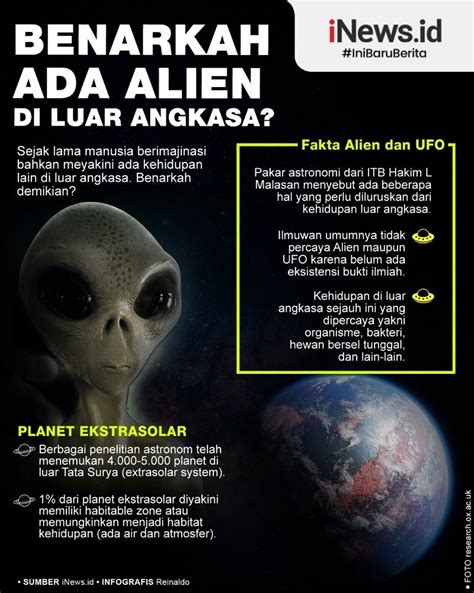 BENARKAH
ADA ALIEN
DI LUAR ANGKASA?
iNews.id
#IniBaruBerita
Sejak lama manusia berimajinasi
bahkan meyakini ada kehidupan
lain di luar angkasa. Benarkah
demikian?
Fakta Alien dan UFO
Pakar astronomi dari ITB Hakim L
Malasan menyebut ada beberapa
hal yang perlu diluruskan dari
kehidupan luar angkasa.
Ilmuwan umumnya tidak
percaya Alien maupun
UFO karena belum ada
eksistensi bukti ilmiah.
Kehidupan di luar
angkasa sejauh ini yang
dipercaya yakni
organisme, bakteri,
hewan bersel tunggal,
dan lain-lain.
PLANET EKSTRASOLAR
Berbagai penelitian astronom telah
menemukan 4.000-5.000 planet di
luar Tata Surya (extrasolar system).
1% dari planet ekstrasolar diyakini
memiliki habitable zone atau
memungkinkan menjadi habitat
kehidupan (ada air dan atmosfer).
• SUMBER iNews.id • INFOGRAFIS Reinaldo
• FOTO research.ox.ac.uk